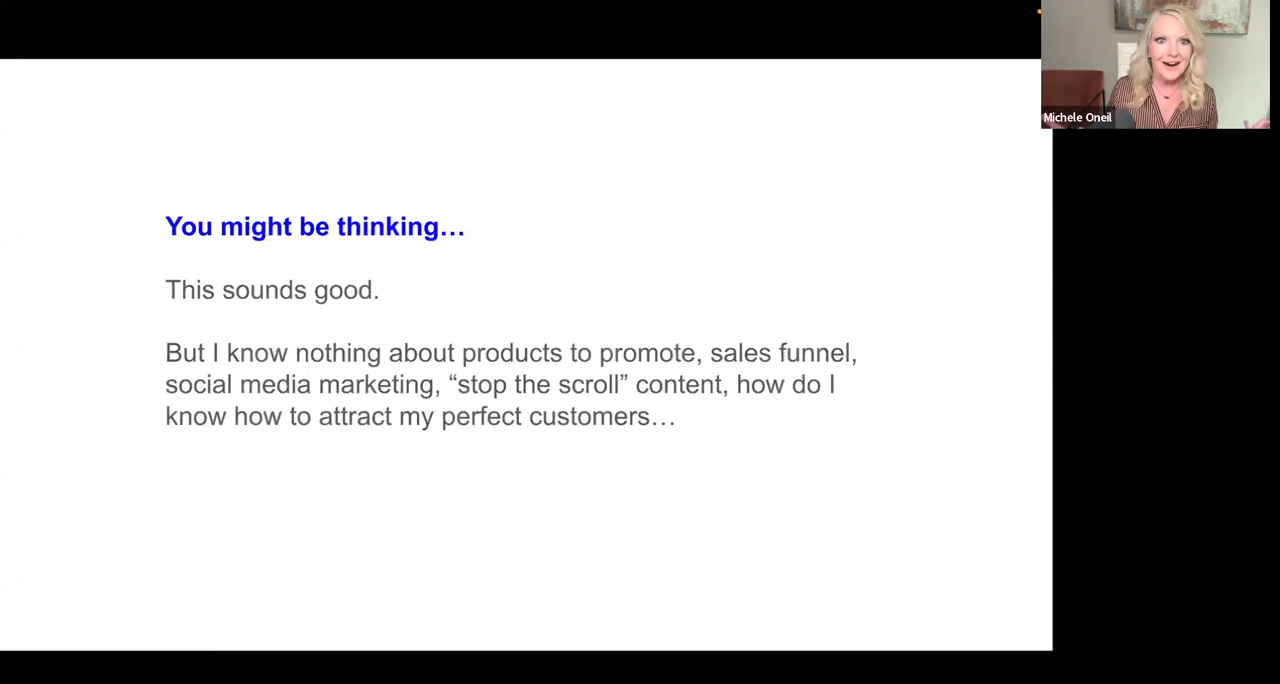 Michele Oneil
You might be thinking…
This sounds good.
But I know nothing about products to promote, sales funnel,
social media marketing, “stop the scroll” content, how do I
know how to attract my perfect customers…